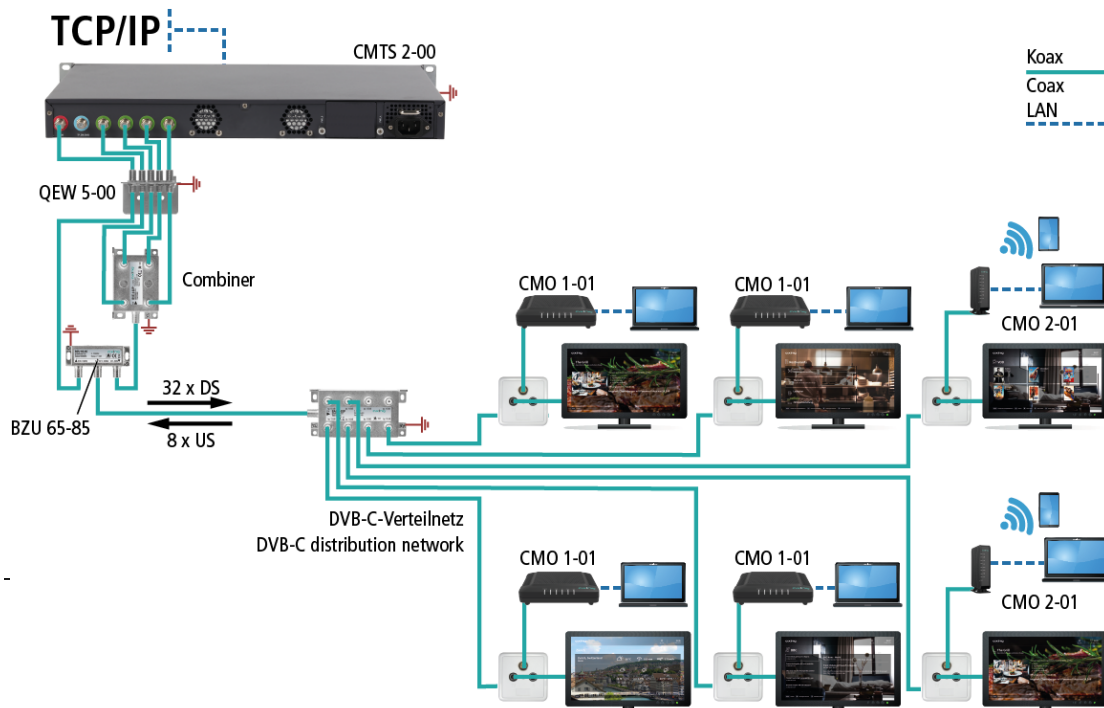 TCP/IP
CMTS 2-00
Koax
Coax
LAN
QEW 5-00
Combiner
CMO 1-01
CMO 1-01
CMO 2-01
32 x DS
BZU 65-85
8 x US
DVB-C-Verteilnetz
DVB-C distribution network
CMO 1-01
CMO 1-01
CMO 2-01